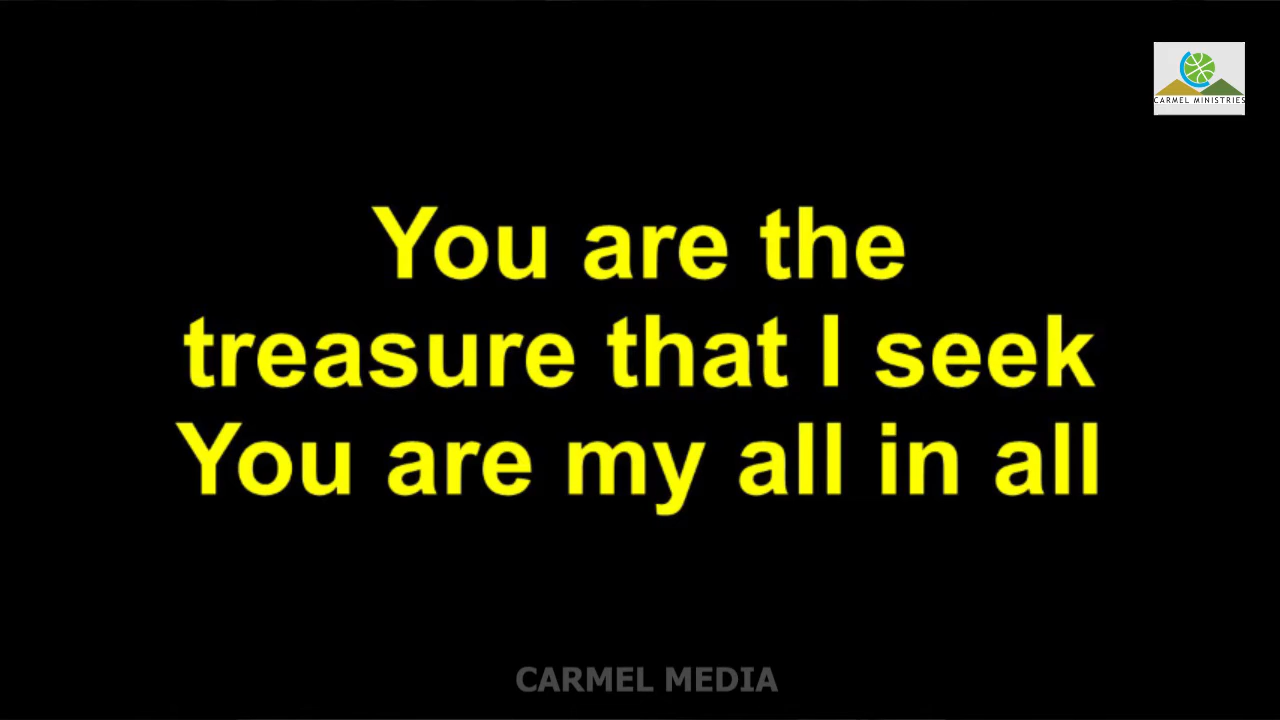 CARMEL MINISTRIES
You are the
treasure that I seek
You are my all in all
CARMEL MEDIA